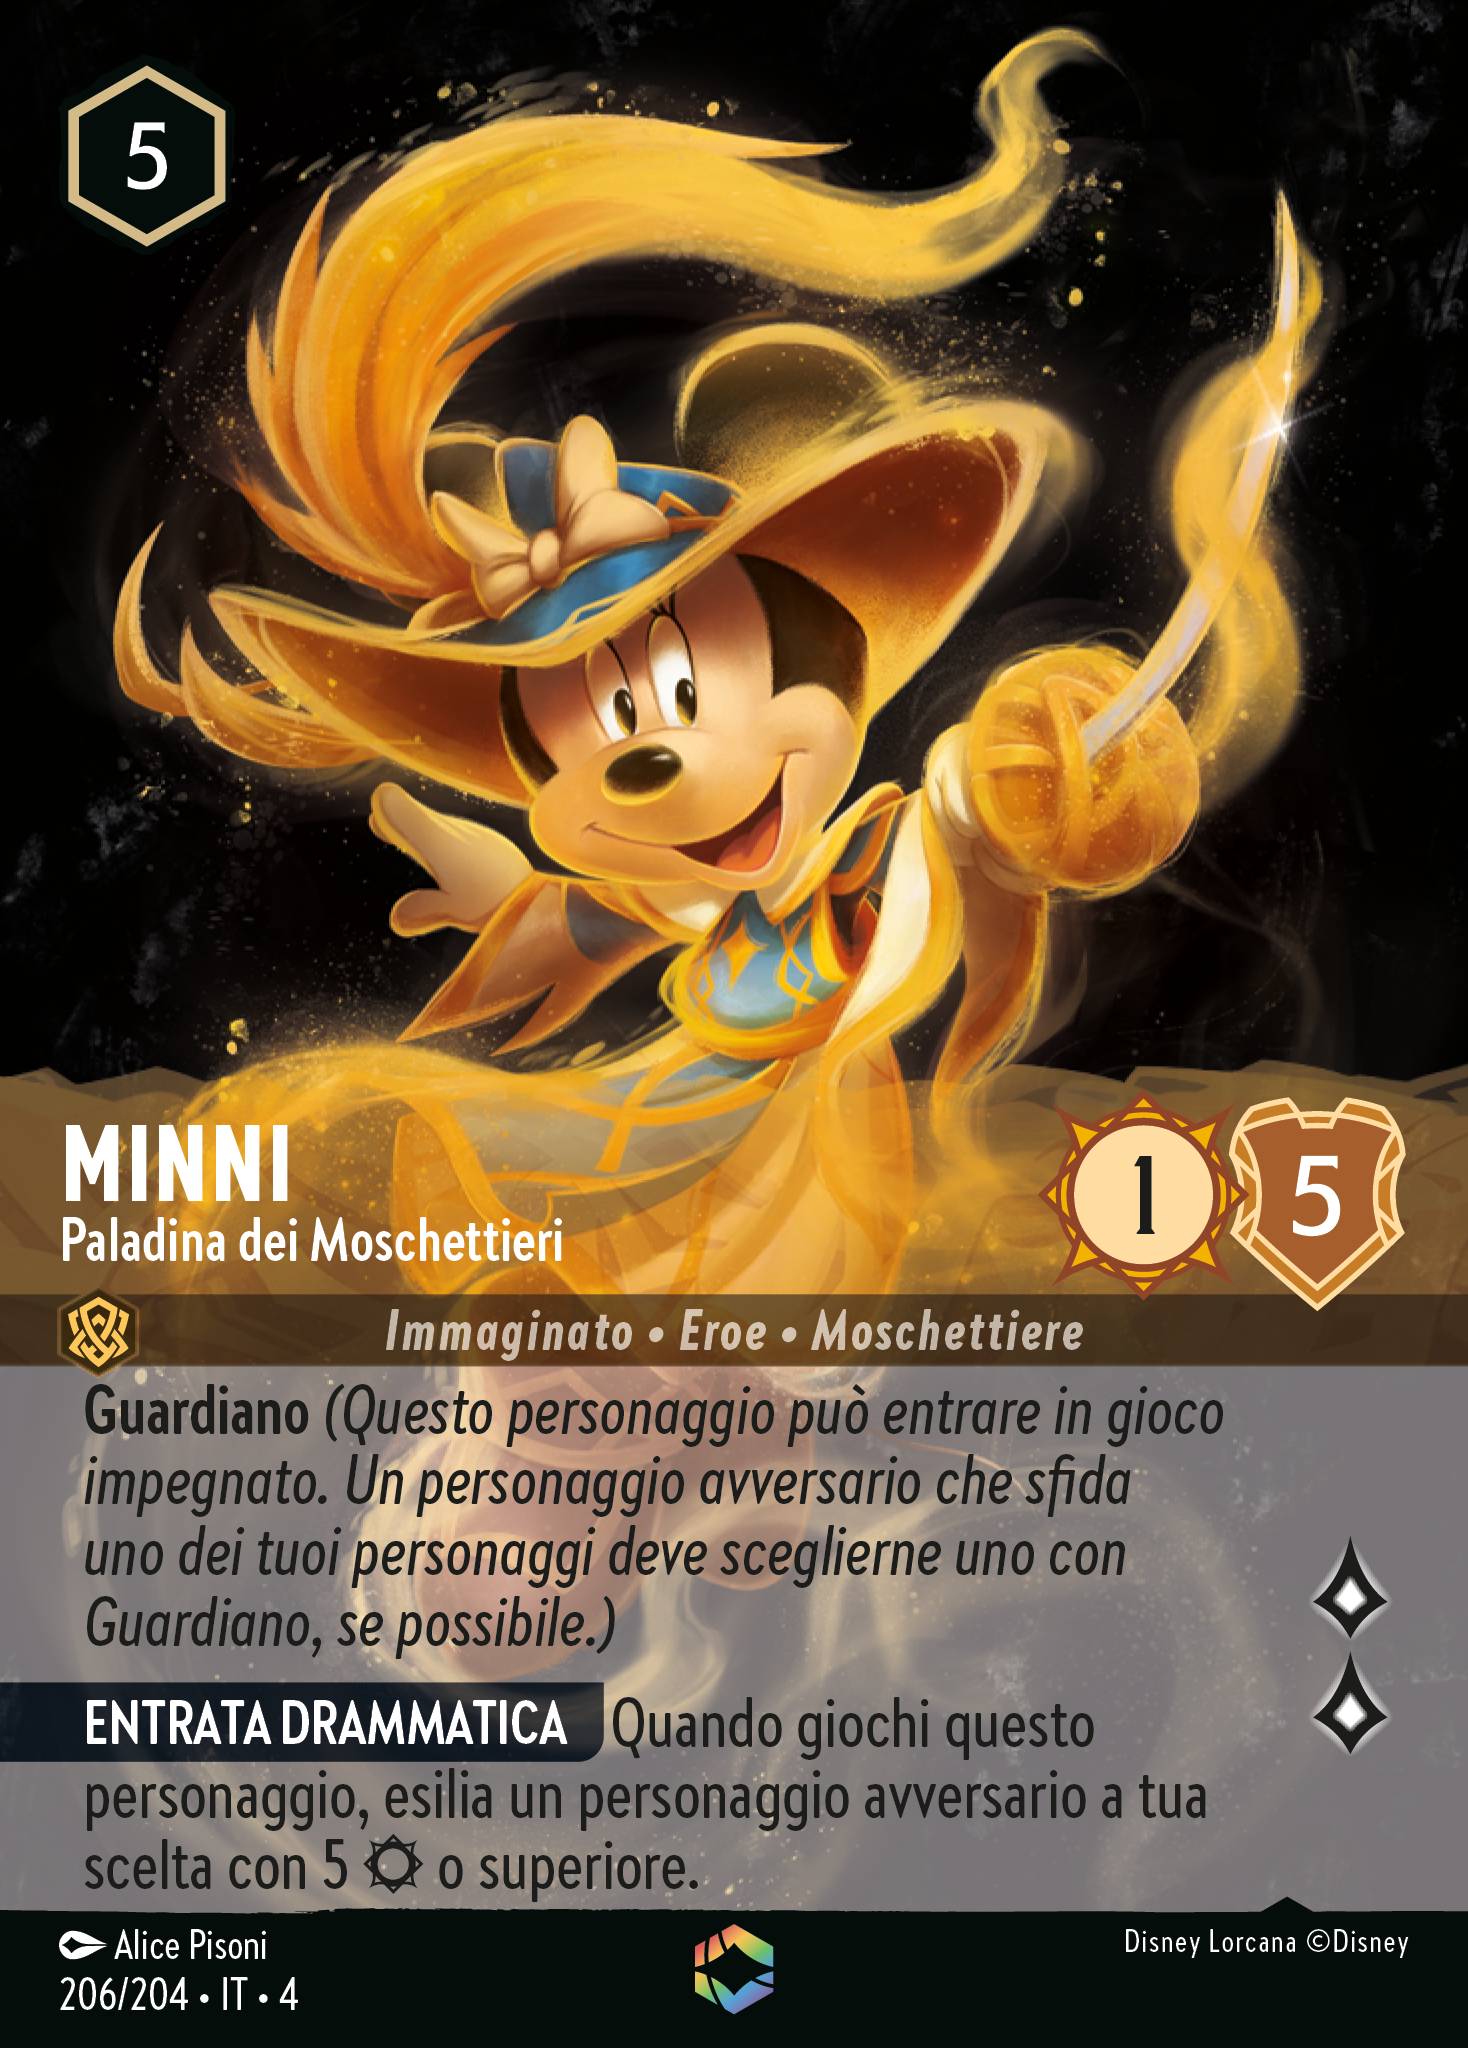 5
MINNI
Paladina dei Moschettieri
1
5
Immaginato • Eroe • Moschettiere
Guardiano (Questo personaggio può entrare in gioco
impegnato. Un personaggio avversario che sfida
uno dei tuoi personaggi deve sceglierne uno con
Guardiano, se possibile.)
ENTRATA DRAMMATICA Quando giochi questo
personaggio, esilia un personaggio avversario a tua
scelta con 5 o superiore.
Alice Pisoni
206/204 • IT • 4
Disney Lorcana ©Disney